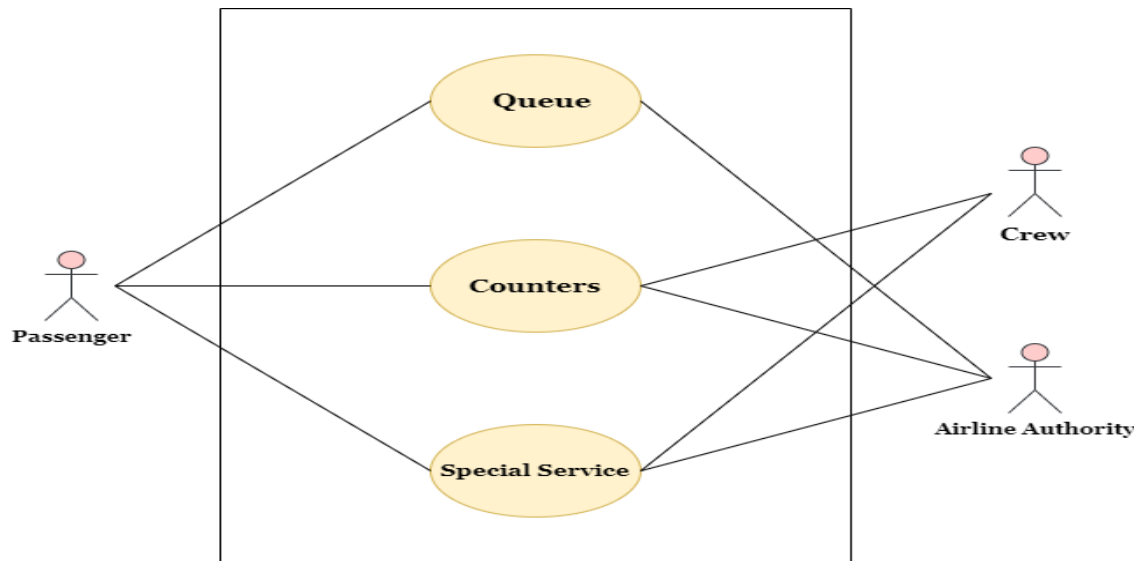 Queue
Crew
Counters
Passenger
Airline Authority
Special Service